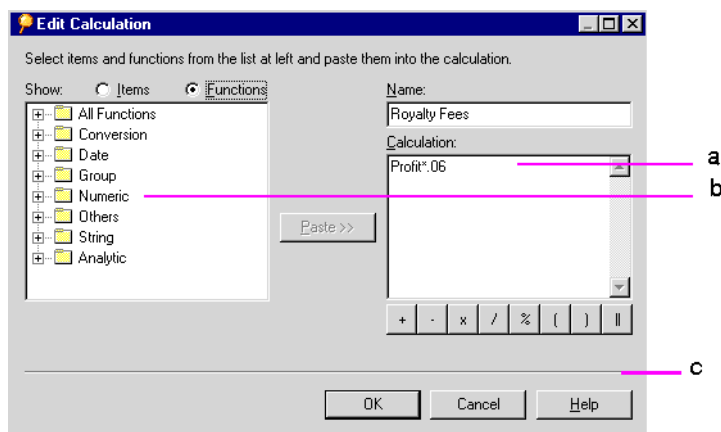 Edit Calculation
Select items and functions from the list at left and paste them into the calculation.
Show: Items Functions
All Functions
Conversion
Date
Group
Numeric
Others
String
Analytic
Paste >>
Name:
Royalty Fees
Calculation:
Profit*.06
+ - x / % ( ) ||
a
b
c
OK Cancel Help